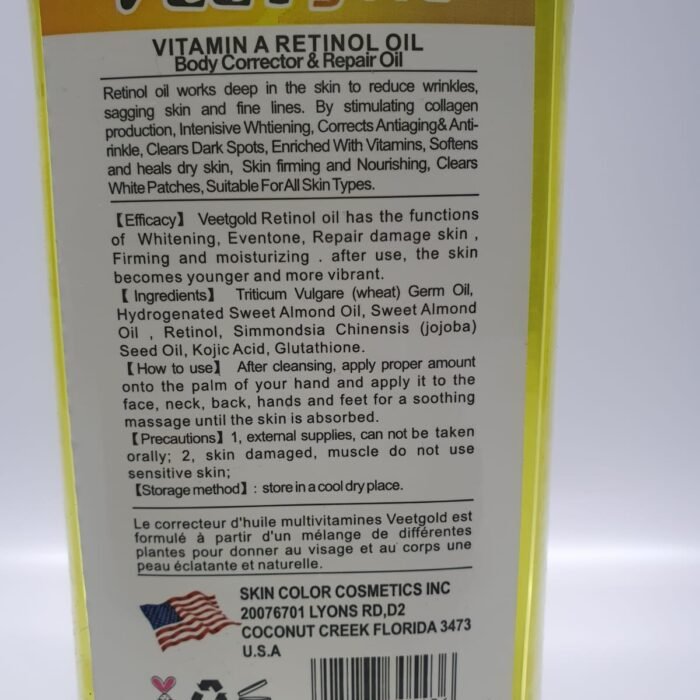 VITAMIN A RETINOL OIL
Body Corrector & Repair Oil
Retinol oil works deep in the skin to reduce wrinkles,
sagging skin and fine lines. By stimulating collagen
production, Intenisive Whtiening, Corrects Antiaging& Anti-
rinkle, Clears Dark Spots, Enriched With Vitamins, Softens
and heals dry skin, Skin firming and Nourishing, Clears
White Patches, Suitable For All Skin Types.
【Efficacy】 Veetgold Retinol oil has the functions
of Whitening, Eventone, Repair damage skin ,
Firming and moisturizing . after use, the skin
becomes younger and more vibrant.
【 Ingredients】 Triticum Vulgare (wheat) Germ Oil,
Hydrogenated Sweet Almond Oil, Sweet Almond
Oil , Retinol, Simmondsia Chinensis (jojoba)
Seed Oil, Kojic Acid, Glutathione.
【How to use】 After cleansing, apply proper amount
onto the palm of your hand and apply it to the
face, neck, back, hands and feet for a soothing
massage until the skin is absorbed.
【Precautions】1, external supplies, can not be taken
orally; 2, skin damaged, muscle do not use
sensitive skin;
【Storage method】: store in a cool dry place.
Le correcteur d'huile multivitamines Veetgold est
formulé à partir d'un mélange de différentes
plantes pour donner au visage et au corps une
peau éclatante et naturelle.
SKIN COLOR COSMETICS INC
20076701 LYONS RD,D2
COCONUT CREEK FLORIDA 3473
U.S.A